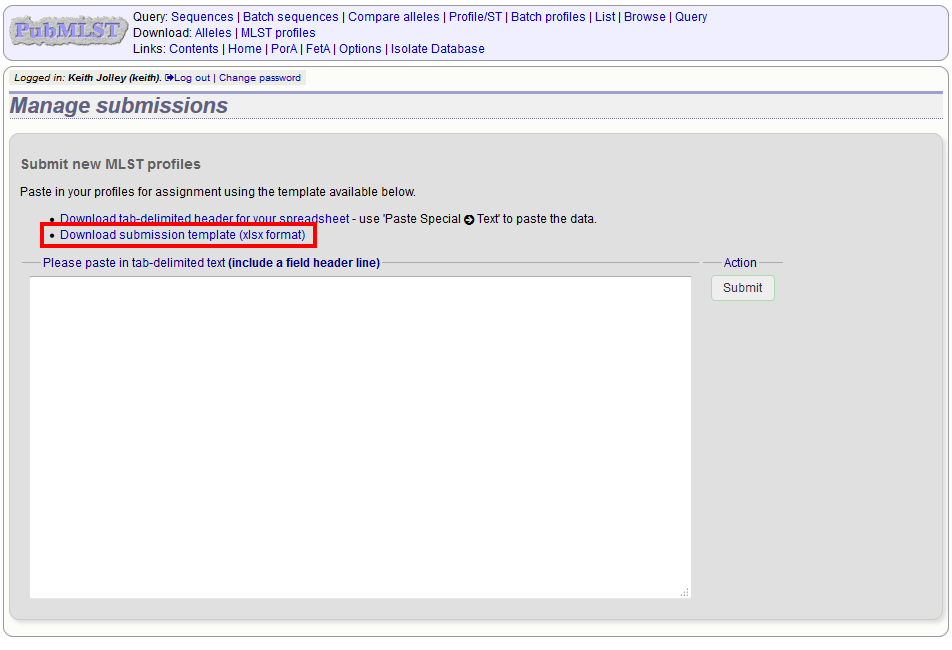 PubMLST
Query: Sequences | Batch sequences | Compare alleles | Profile/ST | Batch profiles | List | Browse | Query
Download: Alleles | MLST profiles
Links: Contents | Home | PorA | FetA | Options | Isolate Database
Logged in: Keith Jolley (keith). Log out | Change password
Manage submissions
Submit new MLST profiles
Paste in your profiles for assignment using the template available below.
• Download tab-delimited header for your spreadsheet - use 'Paste Special ➔ Text' to paste the data.
• Download submission template (xlsx format)
Please paste in tab-delimited text (include a field header line)
Action
Submit